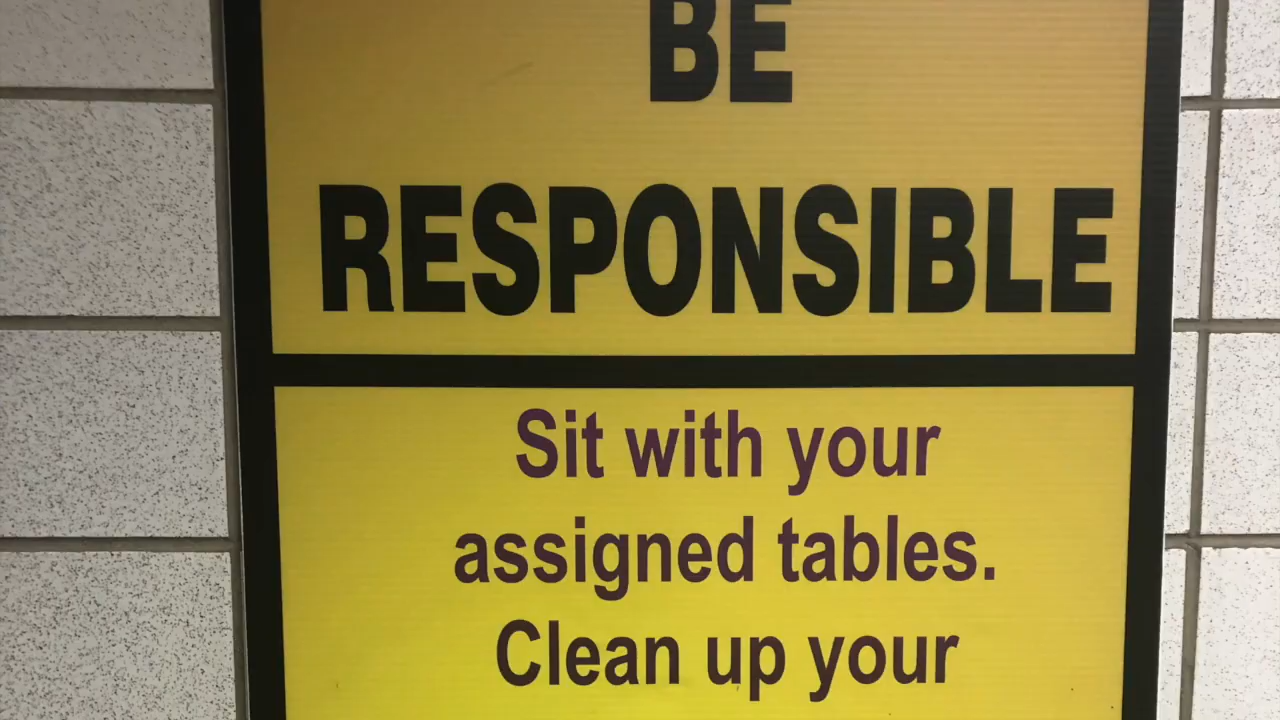 BE
RESPONSIBLE
Sit with your
assigned tables.
Clean up your